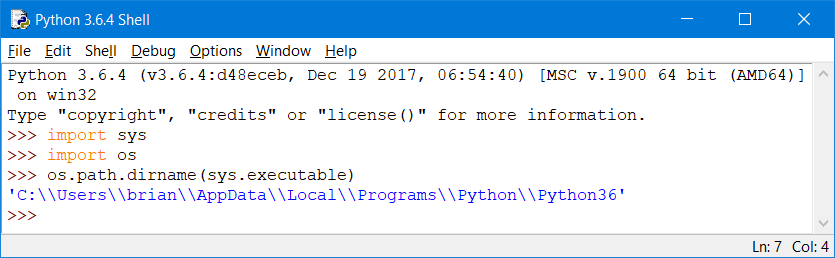 Python 3.6.4 Shell
File Edit Shell Debug Options Window Help
Python 3.6.4 (v3.6.4:d48eceb, Dec 19 2017, 06:54:40) [MSC v.1900 64 bit (AMD64)]
 on win32
Type "copyright", "credits" or "license()" for more information.
>>> import sys
>>> import os
>>> os.path.dirname(sys.executable)
'C:\\Users\\brian\\AppData\\Local\\Programs\\Python\\Python36'
>>>
Ln: 7 Col: 4